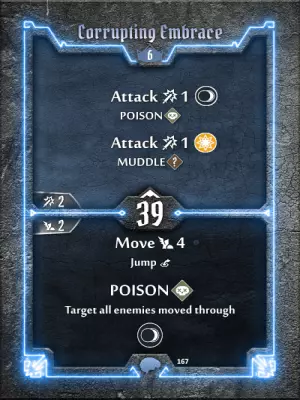 Corrupting Embrace
6
Attack 1
POISON
Attack 1
MUDDLE ?
2
39
2
Move 4
Jump
POISON
Target all enemies moved through
167